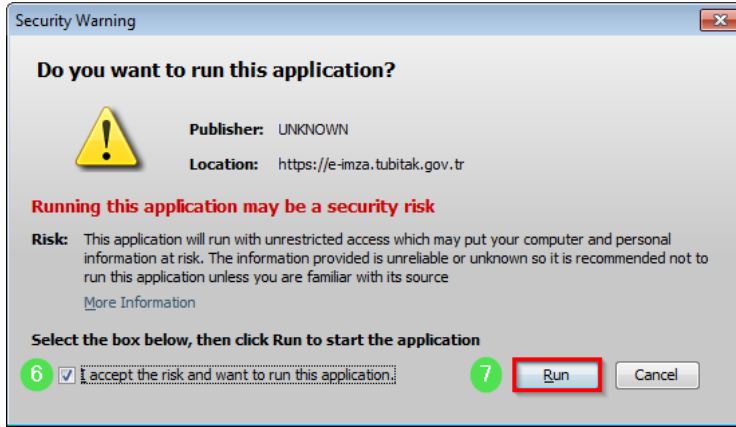 Security Warning
Do you want to run this application?
Publisher: UNKNOWN
Location: https://e-imza.tubitak.gov.tr
Running this application may be a security risk
Risk: This application will run with unrestricted access which may put your computer and personal
information at risk. The information provided is unreliable or unknown so it is recommended not to
run this application unless you are familiar with its source
More Information
Select the box below, then click Run to start the application
6 I accept the risk and want to run this application. 7 Run Cancel